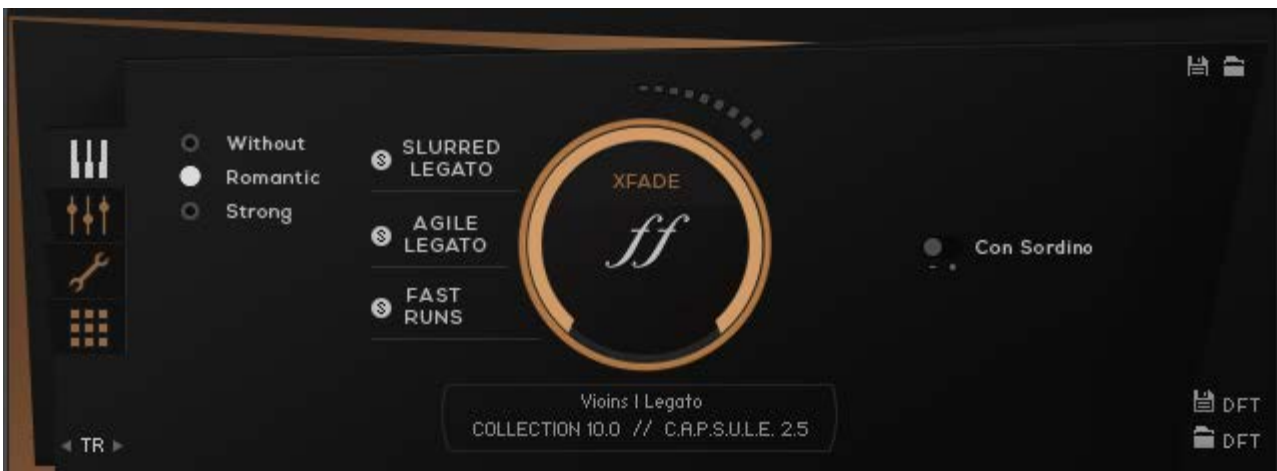 Without
Romantic
Strong
S SLURRED
LEGATO
S AGILE
LEGATO
S FAST
RUNS
XFADE
ff
Con Sordino
Vioins I Legato
COLLECTION 10.0 // C.A.P.S.U.L.E. 2.5
TR
DFT
DFT